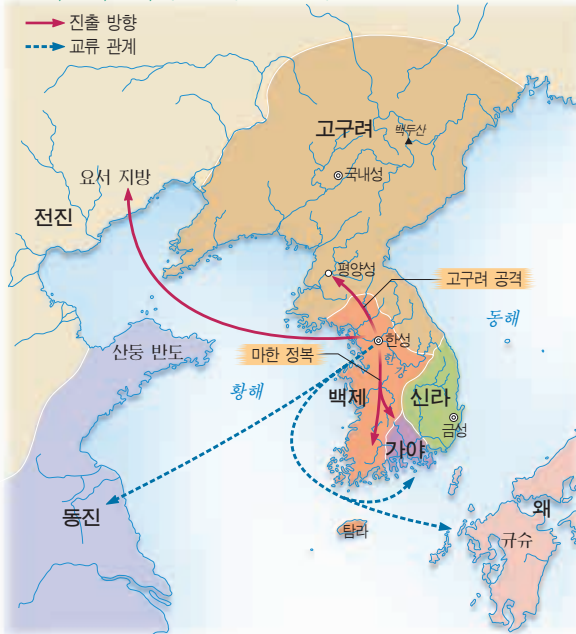 진출 방향
교류 관계
고구려
백두산
국내성
요서 지방
전진
평양성
고구려 공격
동해
한성
산둥 반도
마한 정복
한강
황해
백제
신라
금성
가야
동진
왜
탐라
규슈